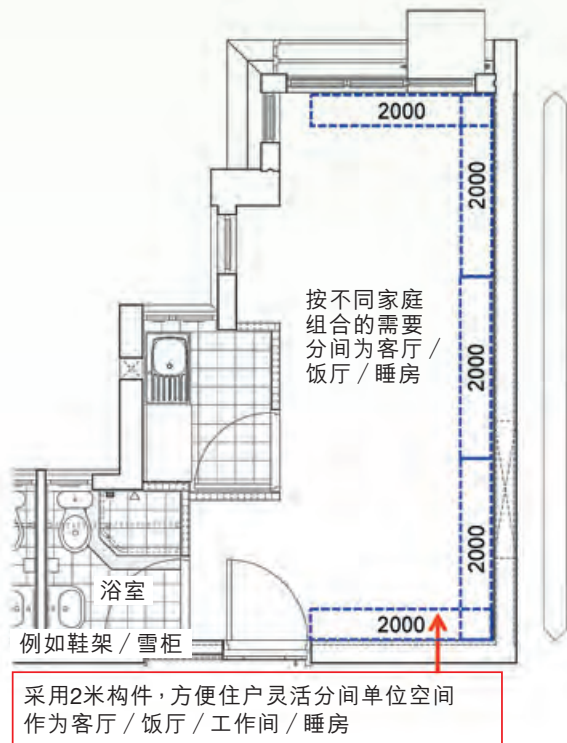 2000
2000
按不同家庭
组合的需要
分间为客厅／
饭厅／睡房
2000
2000
浴室
2000
例如鞋架／雪柜
采用2米构件，方便住户灵活分间单位空间
作为客厅／饭厅／工作间／睡房